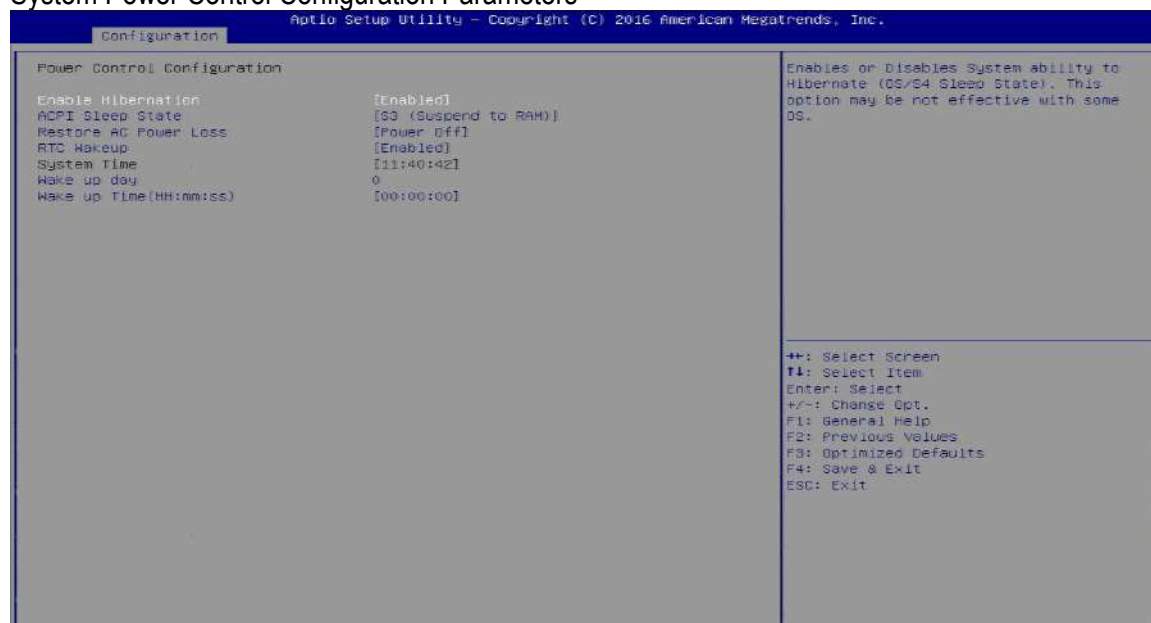 System Power Control Configuration Parameters
Aptio Setup Utility – Copyright (C) 2016 American Megatrends, Inc.
Configuration
Power Control Configuration
Enable Hibernation [Enabled]
ACPI Sleep State [S3 (Suspend to RAM)]
Restore AC Power Loss [Power Off]
RTC Wakeup [Enabled]
System Time [11:40:42]
Wake up day 0
Wake up Time(HH:mm:ss) [00:00:00]
Enables or Disables System ability to
Hibernate (OS/S4 Sleep State). This
option may be not effective with some
OS.
→←: Select Screen
↑↓: Select Item
Enter: Select
+/-: Change Opt.
F1: General Help
F2: Previous Values
F3: Optimized Defaults
F4: Save & Exit
ESC: Exit